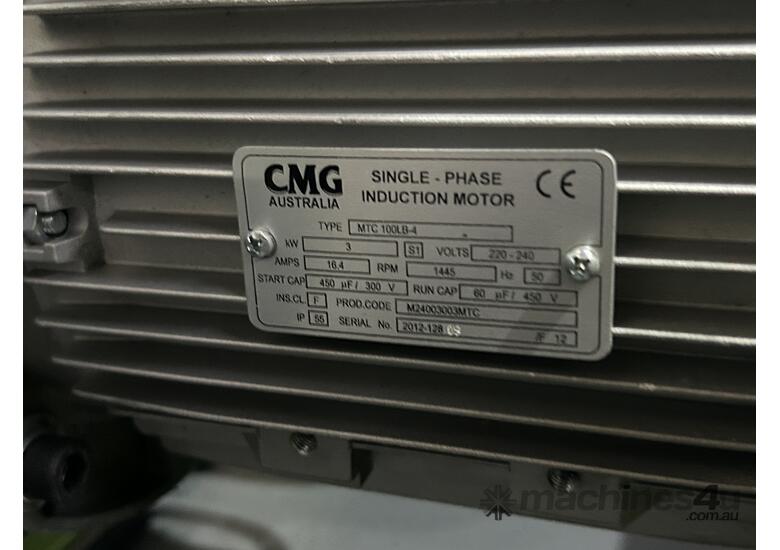 CMG AUSTRALIA
SINGLE - PHASE INDUCTION MOTOR CE
TYPE MTC 100LB-4
kW 3 S1 VOLTS 220 - 240
AMPS 16.4 RPM 1445 Hz 50
START CAP 450 µF / 300 V RUN CAP 60 µF / 450 V
INS.CL F PROD.CODE M24003003MTC
IP 55 SERIAL No. 2012-128 /F 12
machines4u
.com.au